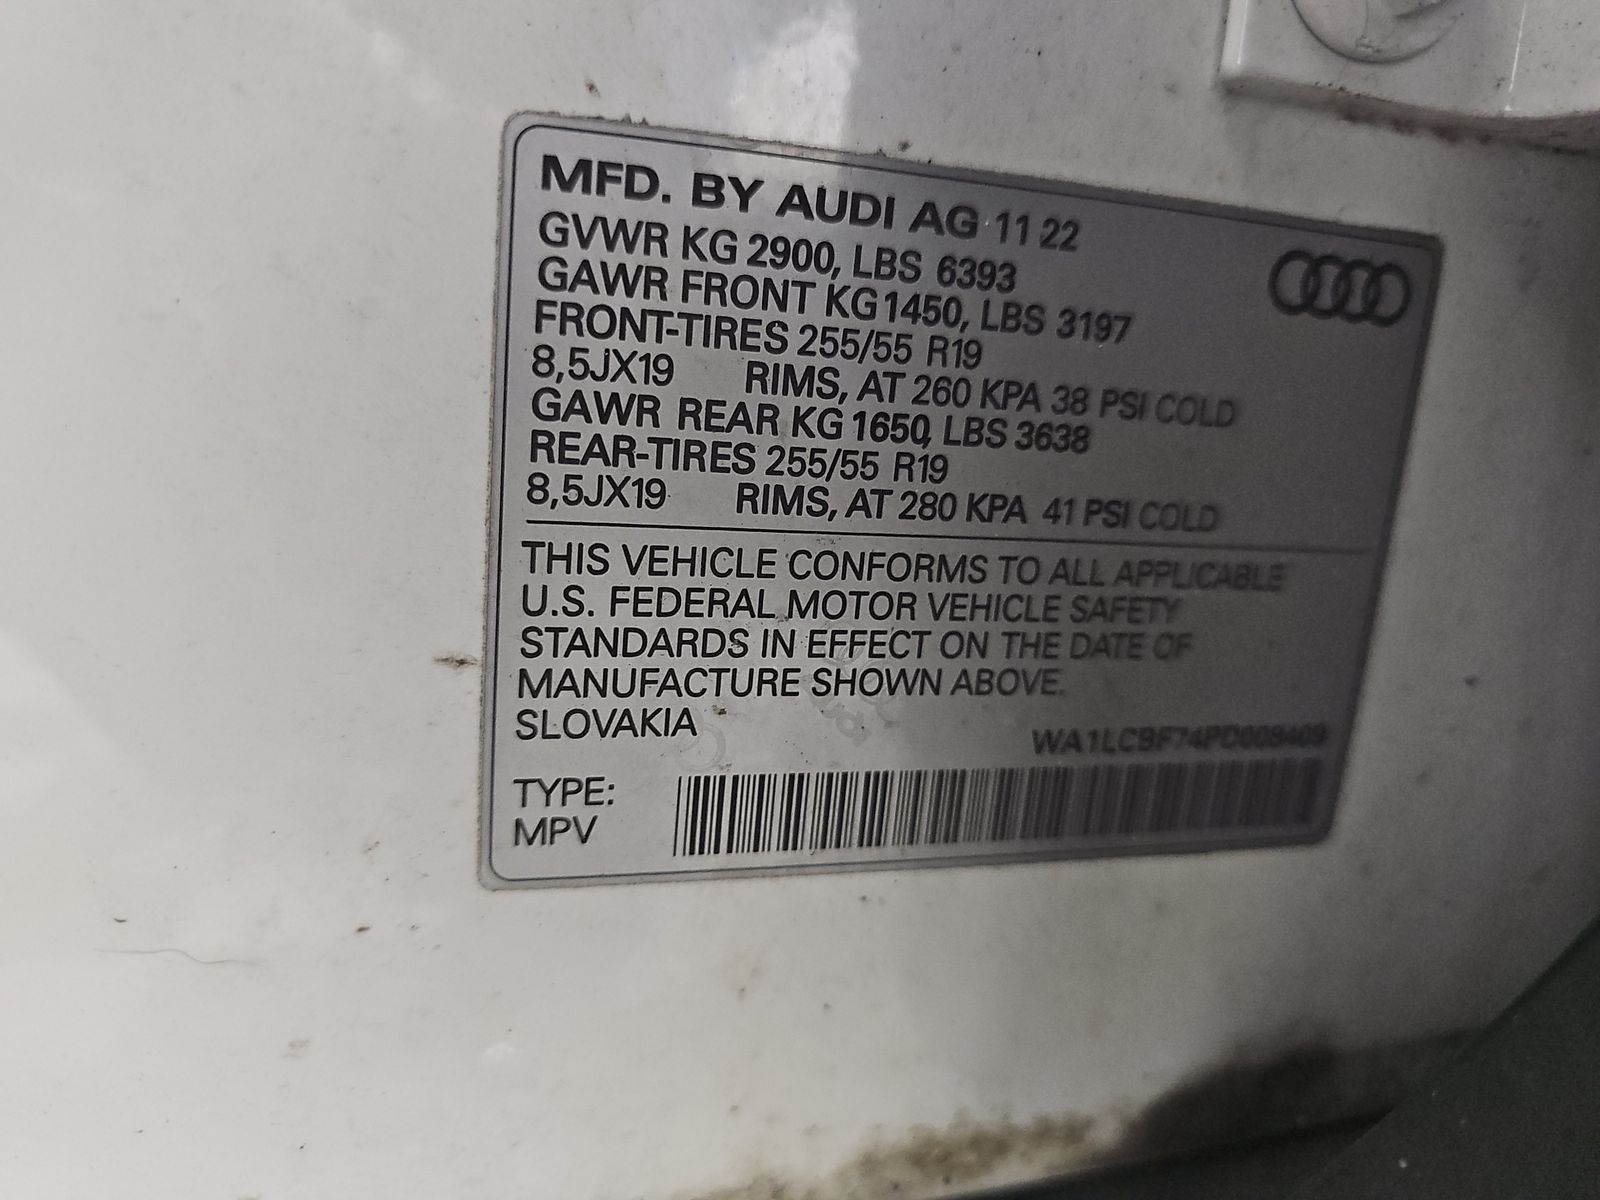 MFD. BY AUDI AG 11 22
GVWR KG 2900, LBS 6393
GAWR FRONT KG 1450, LBS 3197
FRONT-TIRES 255/55 R19
8,5JX19 RIMS, AT 260 KPA 38 PSI COLD
GAWR REAR KG 1650, LBS 3638
REAR-TIRES 255/55 R19
8,5JX19 RIMS, AT 280 KPA 41 PSI COLD
THIS VEHICLE CONFORMS TO ALL APPLICABLE
U.S. FEDERAL MOTOR VEHICLE SAFETY
STANDARDS IN EFFECT ON THE DATE OF
MANUFACTURE SHOWN ABOVE.
SLOVAKIA
TYPE:
MPV